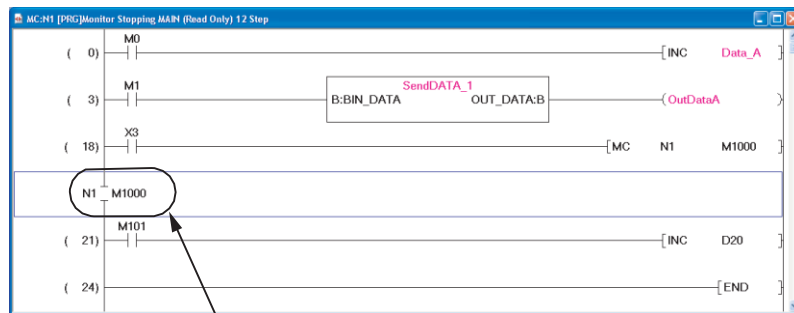 MC:N1 [PRG]Monitor Stopping MAIN (Read Only) 12 Step
M0
( 0) [INC Data_A ]
M1 SendDATA_1
( 3) B:BIN_DATA OUT_DATA:B (OutDataA )
X3
( 18) [MC N1 M1000 ]
N1 M1000
M101
( 21) [INC D20 ]
( 24) [END ]